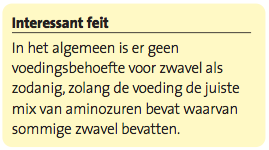 Interessant feit
In het algemeen is er geen
voedingsbehoefte voor zwavel als
zodanig, zolang de voeding de juiste
mix van aminozuren bevat waarvan
sommige zwavel bevatten.